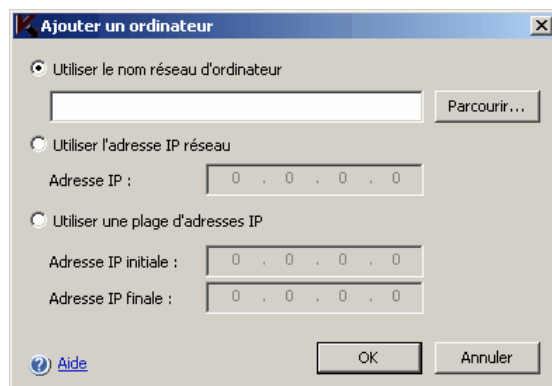 Ajouter un ordinateur
Utiliser le nom réseau d'ordinateur
Parcourir...
Utiliser l'adresse IP réseau
Adresse IP : 0 . 0 . 0 . 0
Utiliser une plage d'adresses IP
Adresse IP initiale : 0 . 0 . 0 . 0
Adresse IP finale : 0 . 0 . 0 . 0
Aide OK Annuler